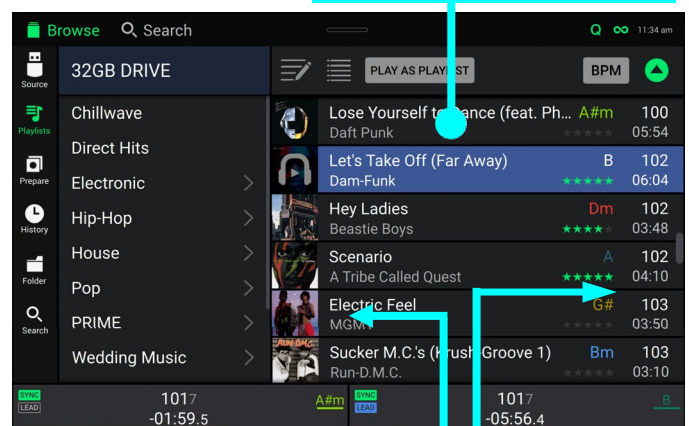 Browse Search Q 11:34 am
Source
32GB DRIVE
PLAY AS PLAYLIST
BPM
Playlists
Prepare
History
Folder
Search
Chillwave
Direct Hits
Electronic
Hip-Hop
House
Pop
PRIME
Wedding Music
Lose Yourself to Dance (feat. Ph... A#m 100
Daft Punk 05:54
Let's Take Off (Far Away) B 102
Dam-Funk 06:04
Hey Ladies Dm 102
Beastie Boys 03:48
Scenario A 102
A Tribe Called Quest 04:10
Electric Feel G# 103
MGMT 03:50
Sucker M.C.'s (Krush-Groove 1) Bm 103
Run-D.M.C. 03:10
RUN DMC
SYNC 1017 A#m
LEAD -01:59.5
SYNC 1017 B
LEAD -05:56.4